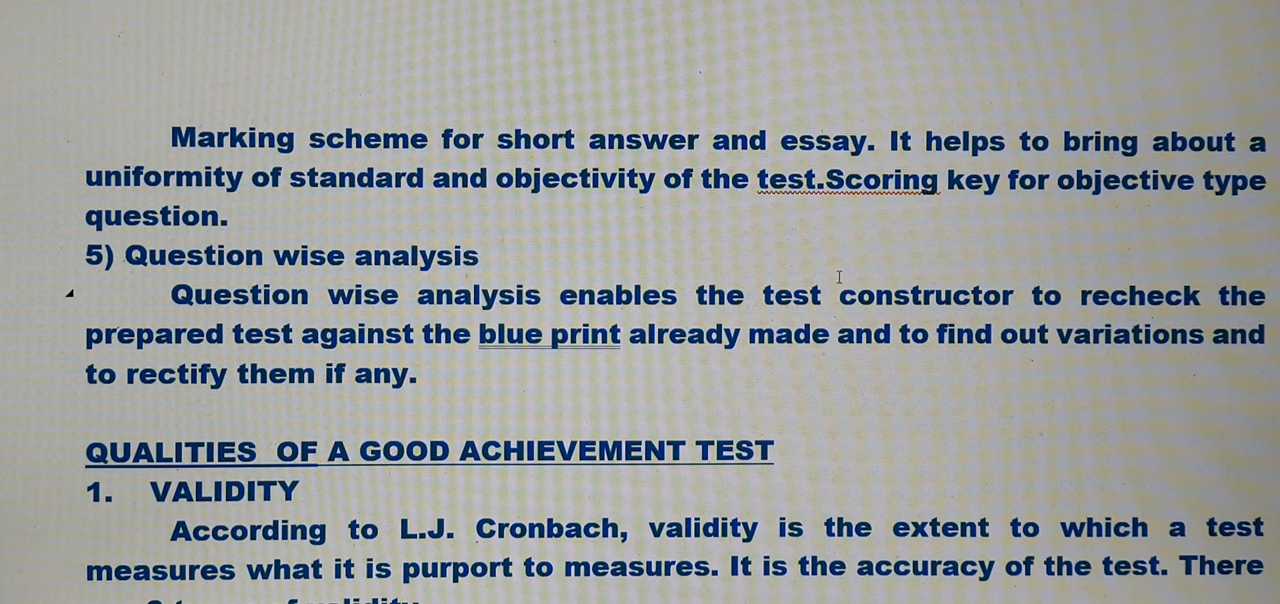 Marking scheme for short answer and essay. It helps to bring about a
uniformity of standard and objectivity of the test.Scoring key for objective type
question.
5) Question wise analysis
Question wise analysis enables the test constructor to recheck the
prepared test against the blue print already made and to find out variations and
to rectify them if any.
QUALITIES OF A GOOD ACHIEVEMENT TEST
1. VALIDITY
According to L.J. Cronbach, validity is the extent to which a test
measures what it is purport to measures. It is the accuracy of the test. There